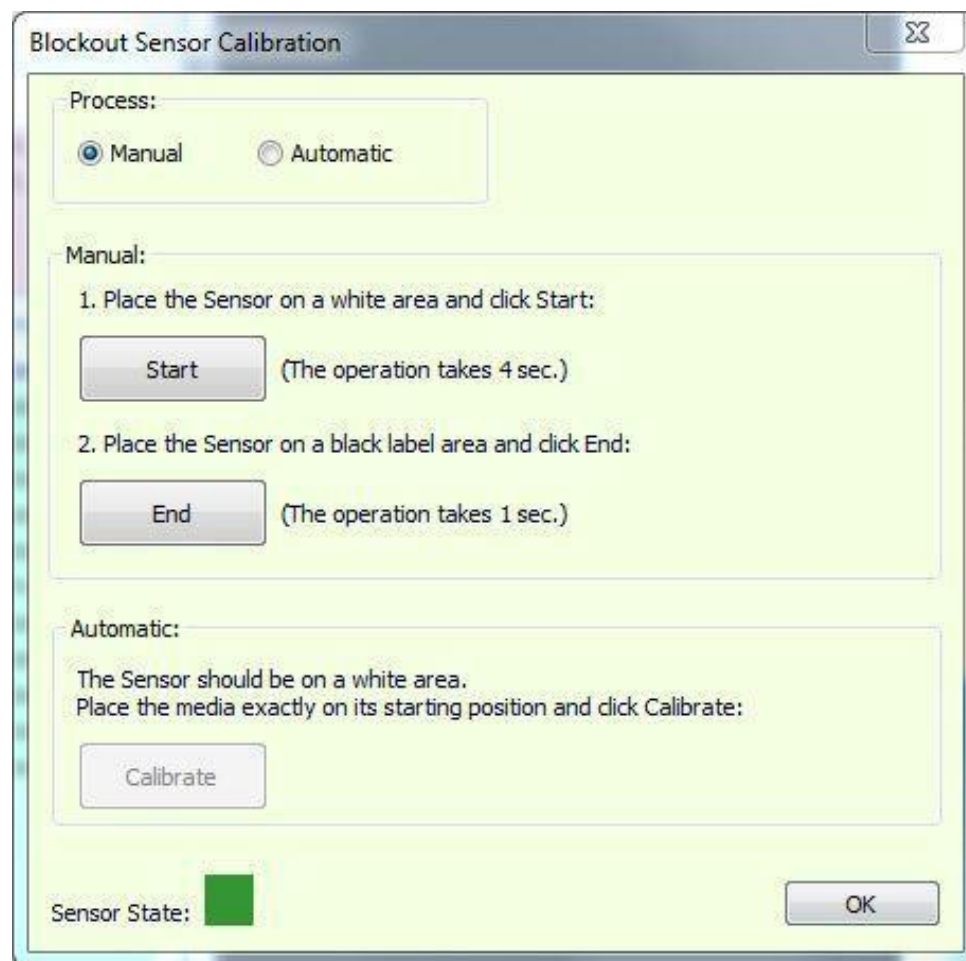 Blockout Sensor Calibration
Process:
Manual Automatic
Manual:
1. Place the Sensor on a white area and click Start:
Start (The operation takes 4 sec.)
2. Place the Sensor on a black label area and click End:
End (The operation takes 1 sec.)
Automatic:
The Sensor should be on a white area.
Place the media exactly on its starting position and click Calibrate:
Calibrate
Sensor State:
OK